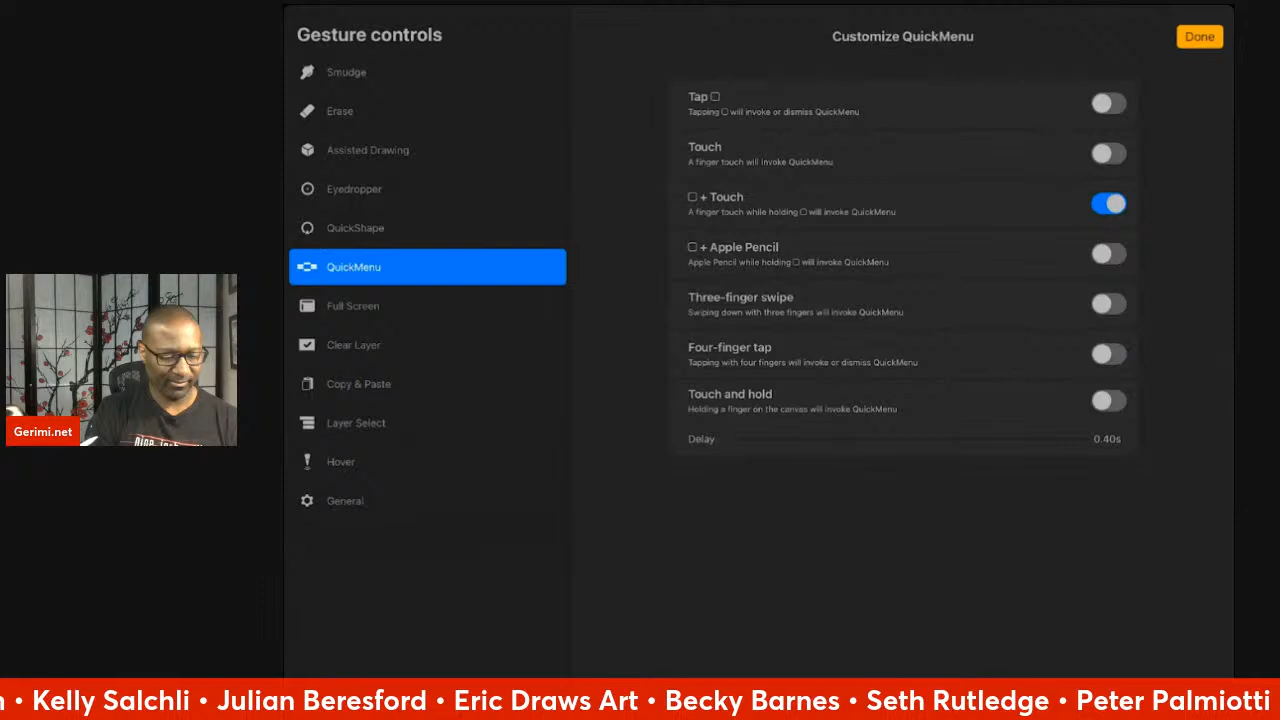 Gesture controls
Smudge
Erase
Assisted Drawing
Eyedropper
QuickShape
QuickMenu
Full Screen
Clear Layer
Copy & Paste
Layer Select
Hover
General
Customize QuickMenu
Done
Tap ▢
Tapping ▢ will invoke or dismiss QuickMenu
Touch
A finger touch will invoke QuickMenu
▢ + Touch
A finger touch while holding ▢ will invoke QuickMenu
▢ + Apple Pencil
Apple Pencil while holding ▢ will invoke QuickMenu
Three-finger swipe
Swiping down with three fingers will invoke QuickMenu
Four-finger tap
Tapping with four fingers will invoke or dismiss QuickMenu
Touch and hold
Holding a finger on the canvas will invoke QuickMenu
Delay 0.40s
Gerimi.net
• Kelly Salchli • Julian Beresford • Eric Draws Art • Becky Barnes • Seth Rutledge • Peter Palmiotti